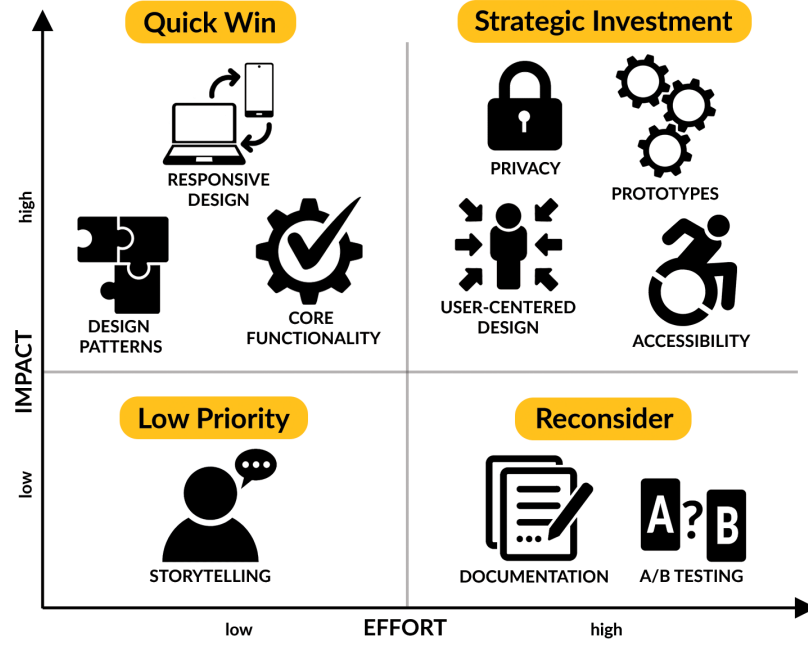 Quick Win
Strategic Investment
RESPONSIVE
DESIGN
DESIGN
PATTERNS
CORE
FUNCTIONALITY
PRIVACY
PROTOTYPES
USER-CENTERED
DESIGN
ACCESSIBILITY
high
IMPACT
low
Low Priority
Reconsider
STORYTELLING
DOCUMENTATION
A?B
A/B TESTING
low
EFFORT
high